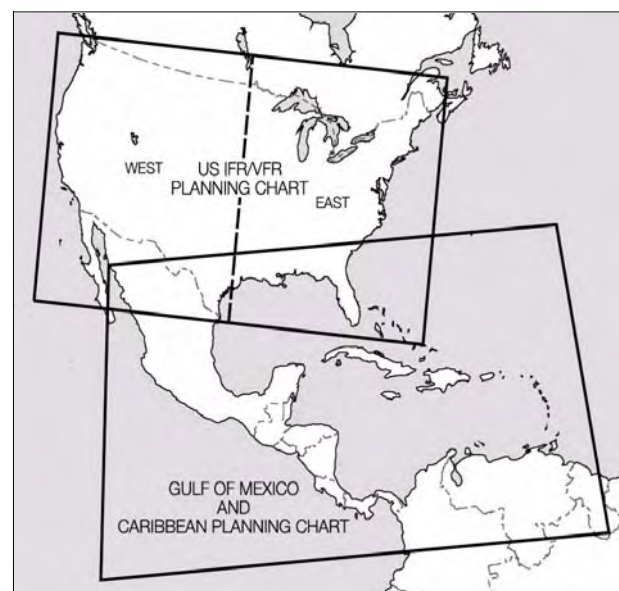 WEST
US IFR/VFR
PLANNING CHART
EAST
GULF OF MEXICO
AND
CARIBBEAN PLANNING CHART